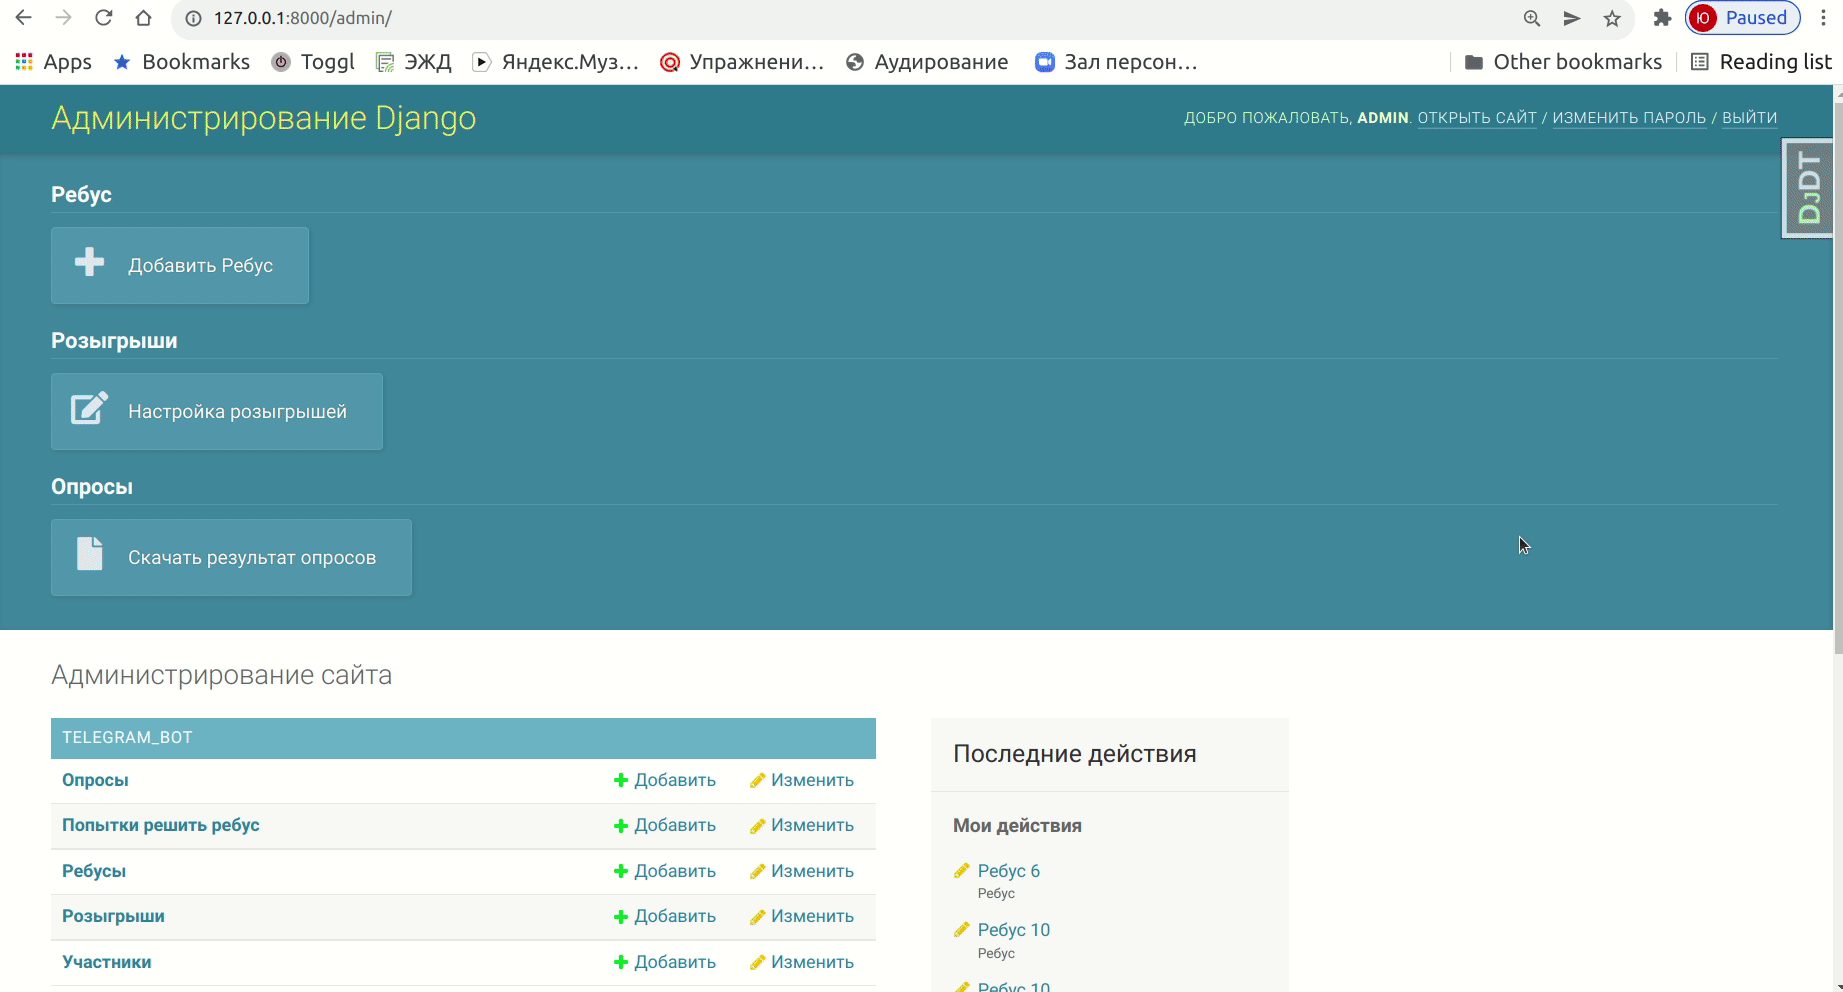 127.0.0.1:8000/admin/
Ю Paused
Apps Bookmarks Toggl ЭЖД Яндекс.Муз... Упражнени... Аудирование Зал персон... Other bookmarks Reading list
Администрирование Django
ДОБРО ПОЖАЛОВАТЬ, ADMIN. ОТКРЫТЬ САЙТ / ИЗМЕНИТЬ ПАРОЛЬ / ВЫЙТИ
DJDT
Ребус
Добавить Ребус
Розыгрыши
Настройка розыгрышей
Опросы
Скачать результат опросов
Администрирование сайта
TELEGRAM_BOT
Опросы Добавить Изменить
Попытки решить ребус Добавить Изменить
Ребусы Добавить Изменить
Розыгрыши Добавить Изменить
Участники Добавить Изменить
Последние действия
Мои действия
Ребус 6
Ребус
Ребус 10
Ребус
Ребус 10